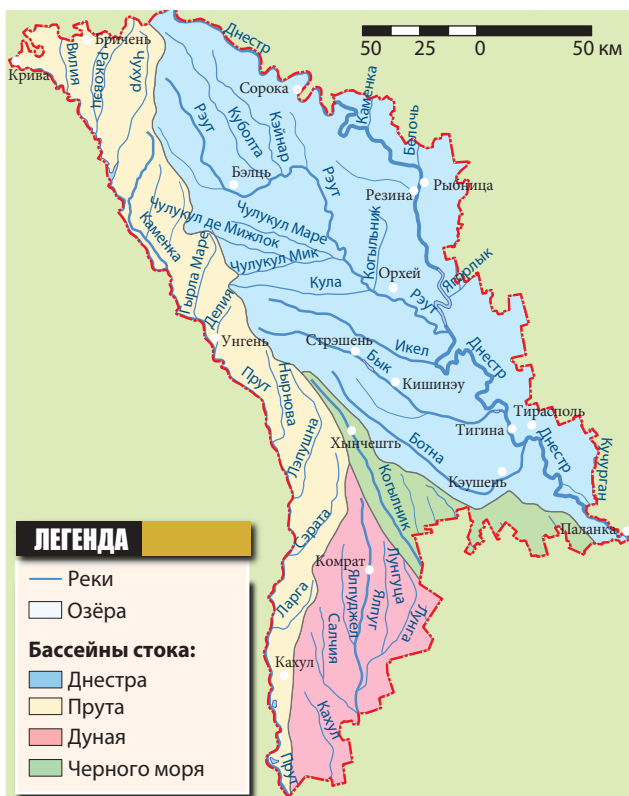 Днестр
50 25 0 50 км
Бричень
Крива
Вилия
Раковэц
Чухур
Сорока
Каменка
Белочь
Рэут
Куболта
Кэйнар
Рэут
Бэлць
Резина
Рыбница
Каменка
Гырла Маре
Чулукул Маре
Чулукул де Мижлок
Чулукул Мик
Когыльник
Ягорлык
Кула
Орхей
Рэут
Делия
Унгень
Стрэшень
Икел
Бык
Днестр
Прут
Нырнова
Кишинэу
Тирасполь
Тигина
Хынчешть
Ботна
Днестр
Кучурган
Лэпушна
Когылник
Кэушень
Паланка
Сэрата
Комрат
Лунгуца
Ялпуджел
Ялпуг
Лунга
Ларга
Салчия
Кахул
Кахул
Прут
ЛЕГЕНДА
Реки
Озёра
Бассейны стока:
Днестра
Прута
Дуная
Черного моря